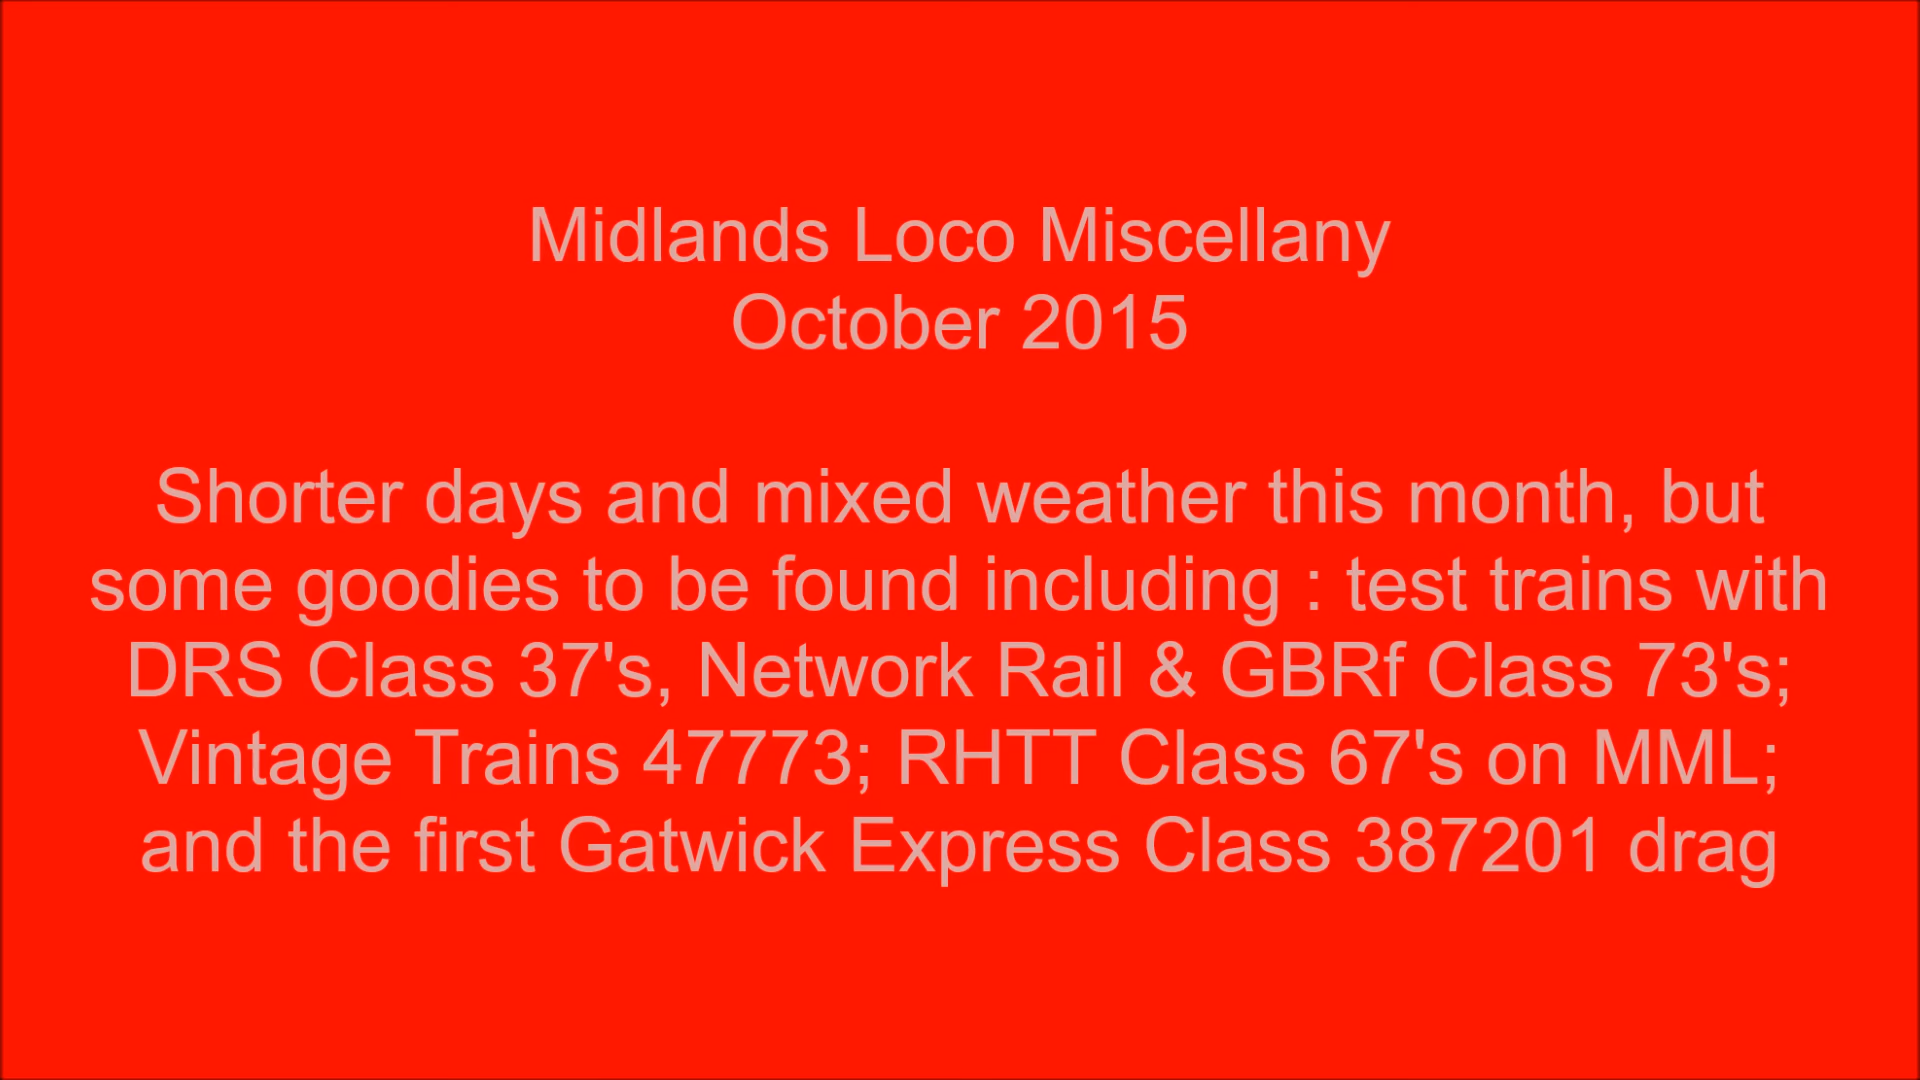 Midlands Loco Miscellany
October 2015
Shorter days and mixed weather this month, but
some goodies to be found including : test trains with
DRS Class 37's, Network Rail & GBRf Class 73's;
Vintage Trains 47773; RHTT Class 67's on MML;
and the first Gatwick Express Class 387201 drag